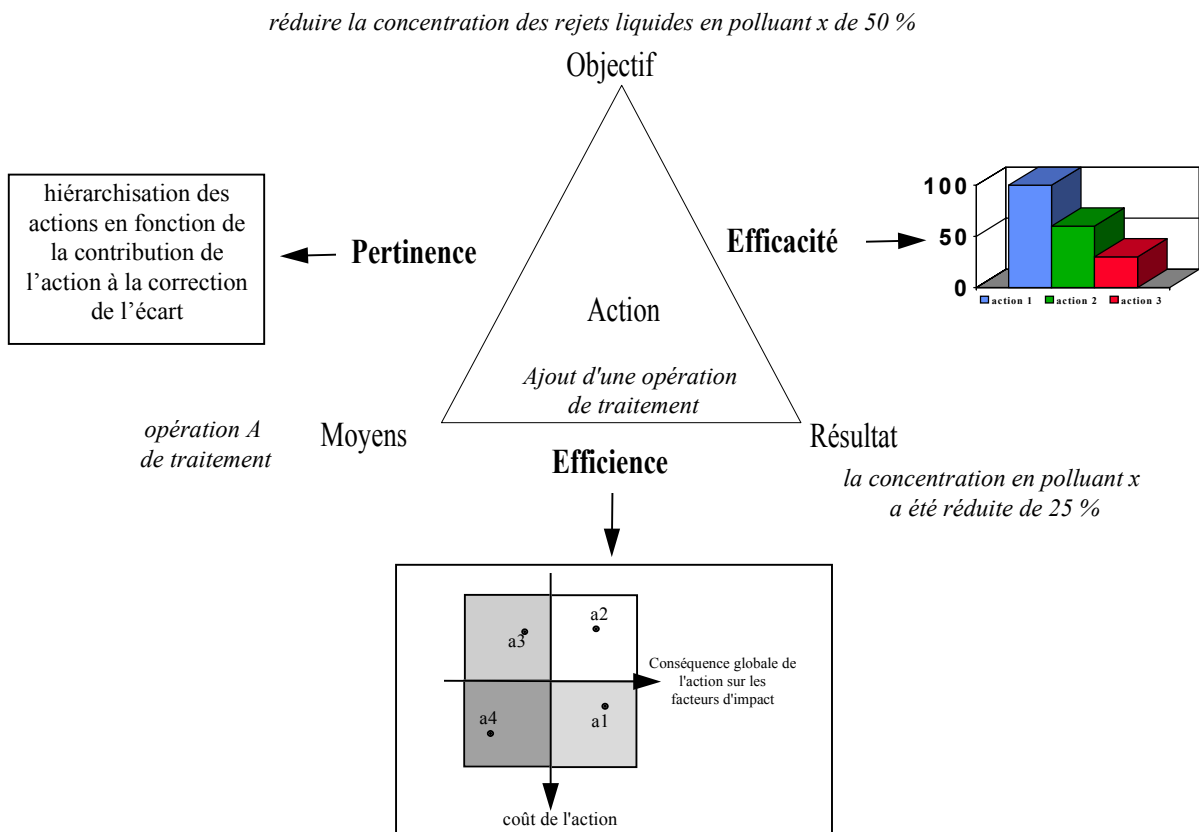 réduire la concentration des rejets liquides en polluant x de 50 %
Objectif
hiérarchisation des
actions en fonction de
la contribution de
l'action à la correction
de l'écart
Pertinence
Efficacité
100
50
0
action 1 action 2 action 3
Action
Ajout d'une opération
de traitement
opération A
de traitement
Moyens
Résultat
Efficience
la concentration en polluant x
a été réduite de 25 %
a3
a2
Conséquence globale de
l'action sur les
facteurs d'impact
a4
a1
coût de l'action